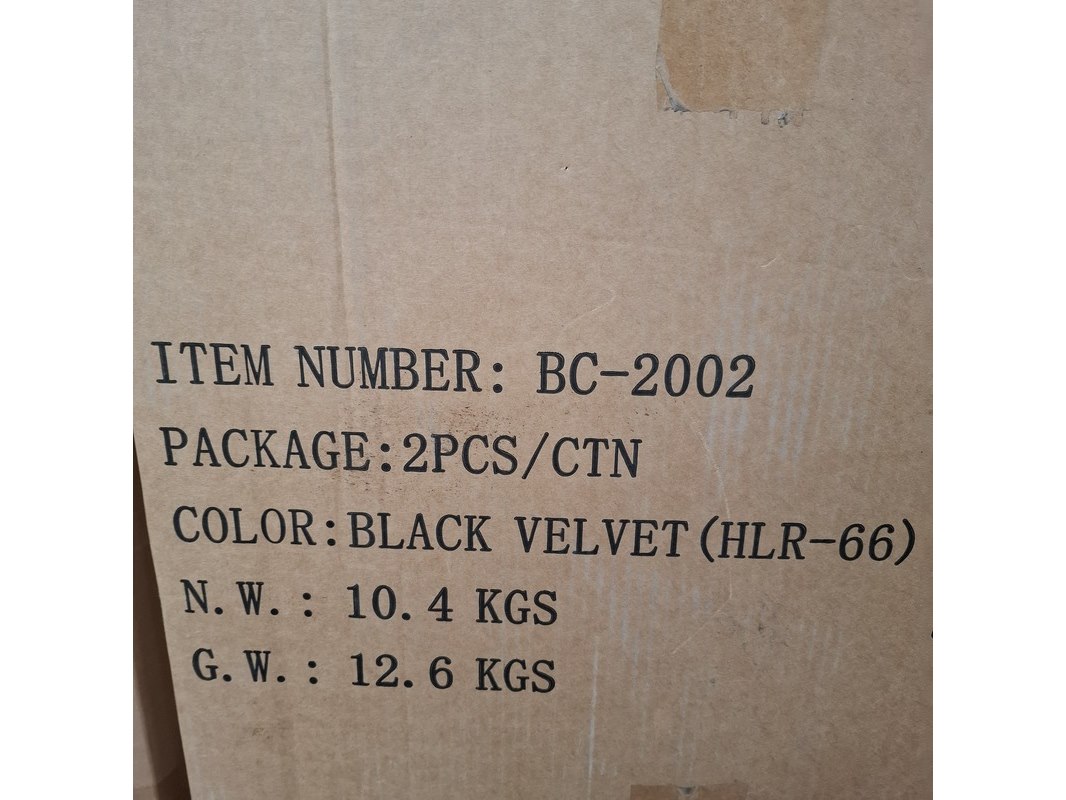 ITEM NUMBER: BC-2002
PACKAGE:2PCS/CTN
COLOR:BLACK VELVET(HLR-66)
N.W.: 10.4 KGS
G.W.: 12.6 KGS